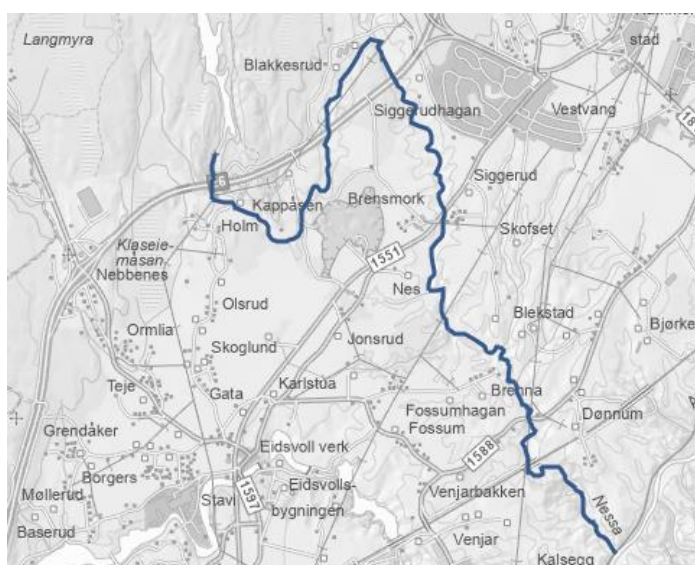 Langmyra
stad
Blakkesrud
Siggerudhagan
Vestvang
Siggerud
Kappåsen
Brensmork
Holm
Skofset
Klaseie-
måsan
Nebbenes
1551
Nes
Olsrud
Blekstad
Bjørke
Ormlia
Skoglund
Jonsrud
Teje
Gata
Karlstua
Brenna
Fossumhagan
Fossum
Dønnum
Grendåker
Eidsvoll verk
1588
Borgers
Møllerud
Stavi
1597
Eidsvolls-
bygningen
Venjarbakken
Nessa
Baserud
Venjar
Kalsegg